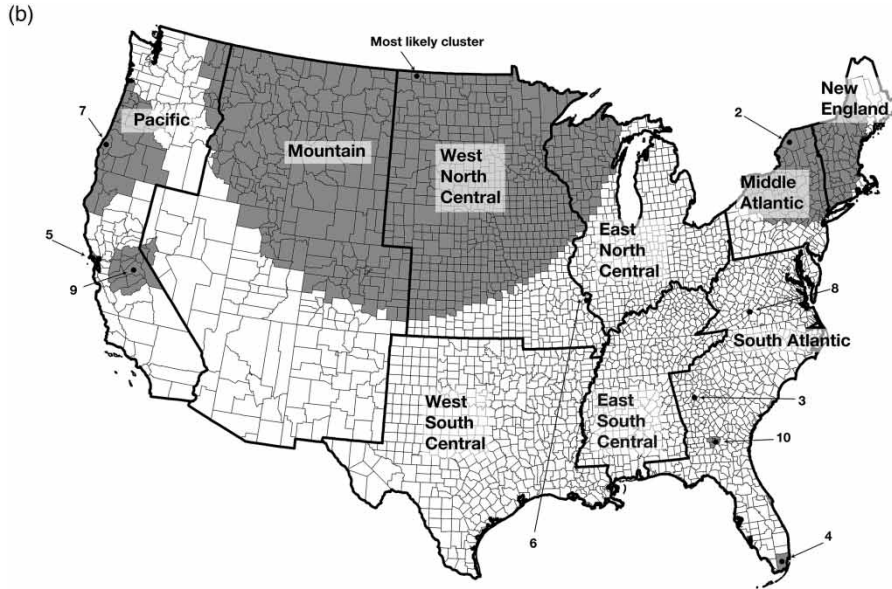 (b)
Most likely cluster
New
England
2
7
Pacific
Mountain
West
North
Central
Middle
Atlantic
5
East
North
Central
9
8
South Atlantic
West
South
Central
East
South
Central
3
10
6
4